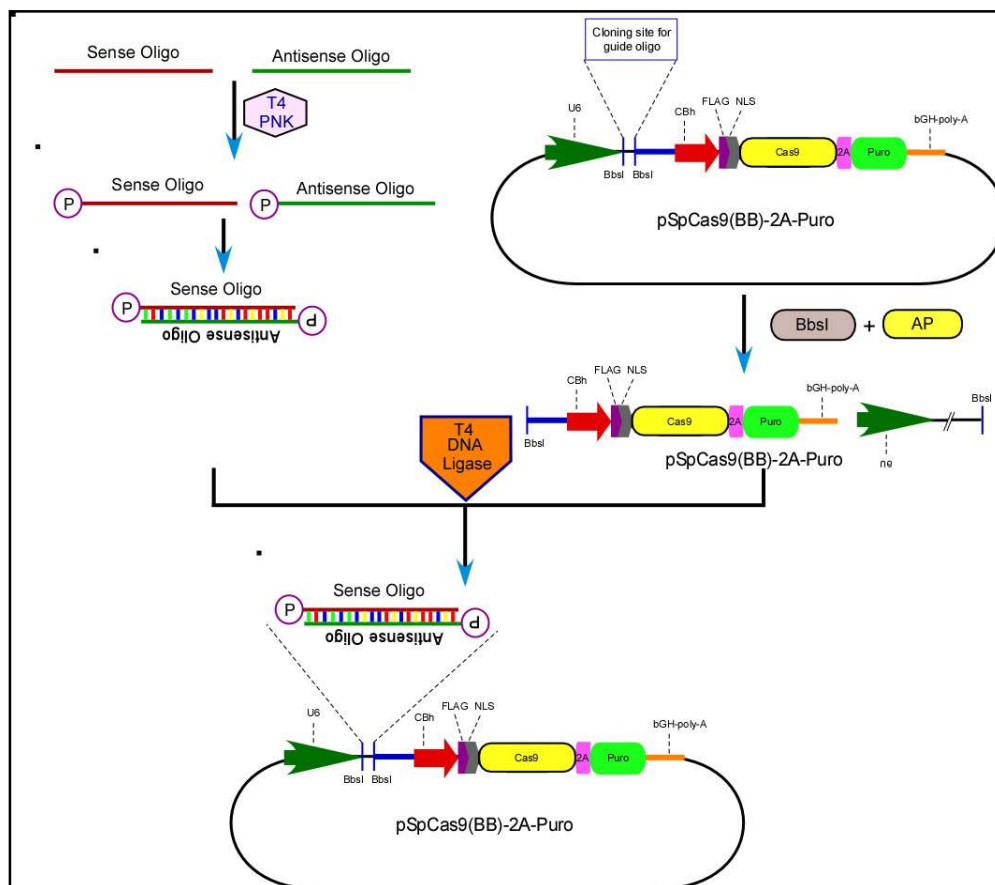 Sense Oligo
Antisense Oligo
T4
PNK
P
Sense Oligo
P
Antisense Oligo
Sense Oligo
P
P
Antisense Oligo
Cloning site for
guide oligo
U6
CBh
FLAG
NLS
bGH-poly-A
BbsI
BbsI
Cas9
2A
Puro
pSpCas9(BB)-2A-Puro
BbsI
+
AP
T4
DNA
Ligase
CBh
FLAG
NLS
bGH-poly-A
BbsI
Cas9
2A
Puro
BbsI
U6
pSpCas9(BB)-2A-Puro
Sense Oligo
P
P
Antisense Oligo
U6
CBh
FLAG
NLS
bGH-poly-A
BbsI
BbsI
Cas9
2A
Puro
pSpCas9(BB)-2A-Puro